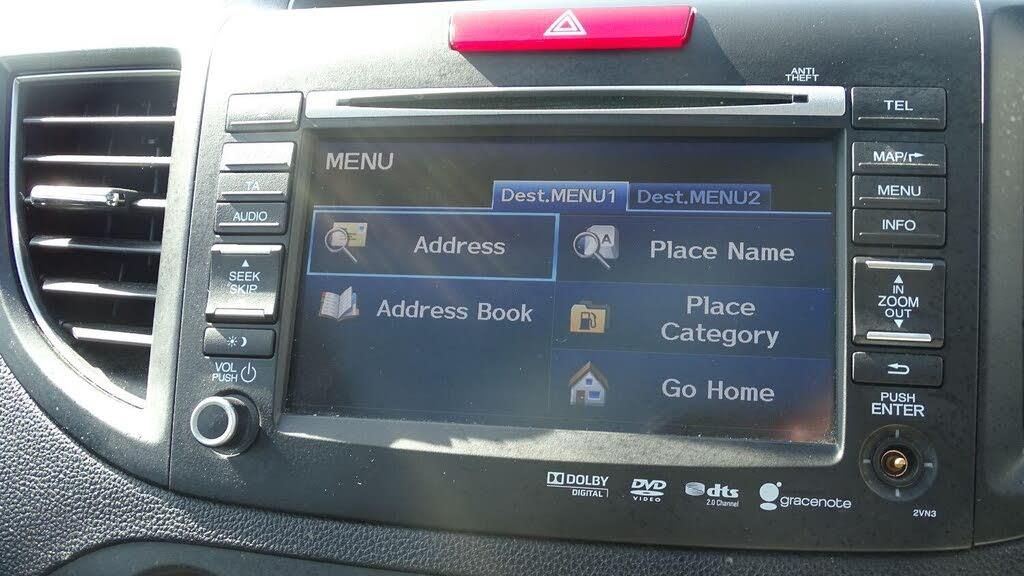 ANTI
THEFT
TEL
MAP/
MENU
INFO
IN
ZOOM
OUT
PUSH
ENTER
2VN3
TA
AUDIO
SEEK
SKIP
VOL
PUSH
MENU
Dest.MENU1 Dest.MENU2
Address
Place Name
Address Book
Place
Category
Go Home
DOLBY
DIGITAL
DVD
VIDEO
dts
2.0 Channel
gracenote
A